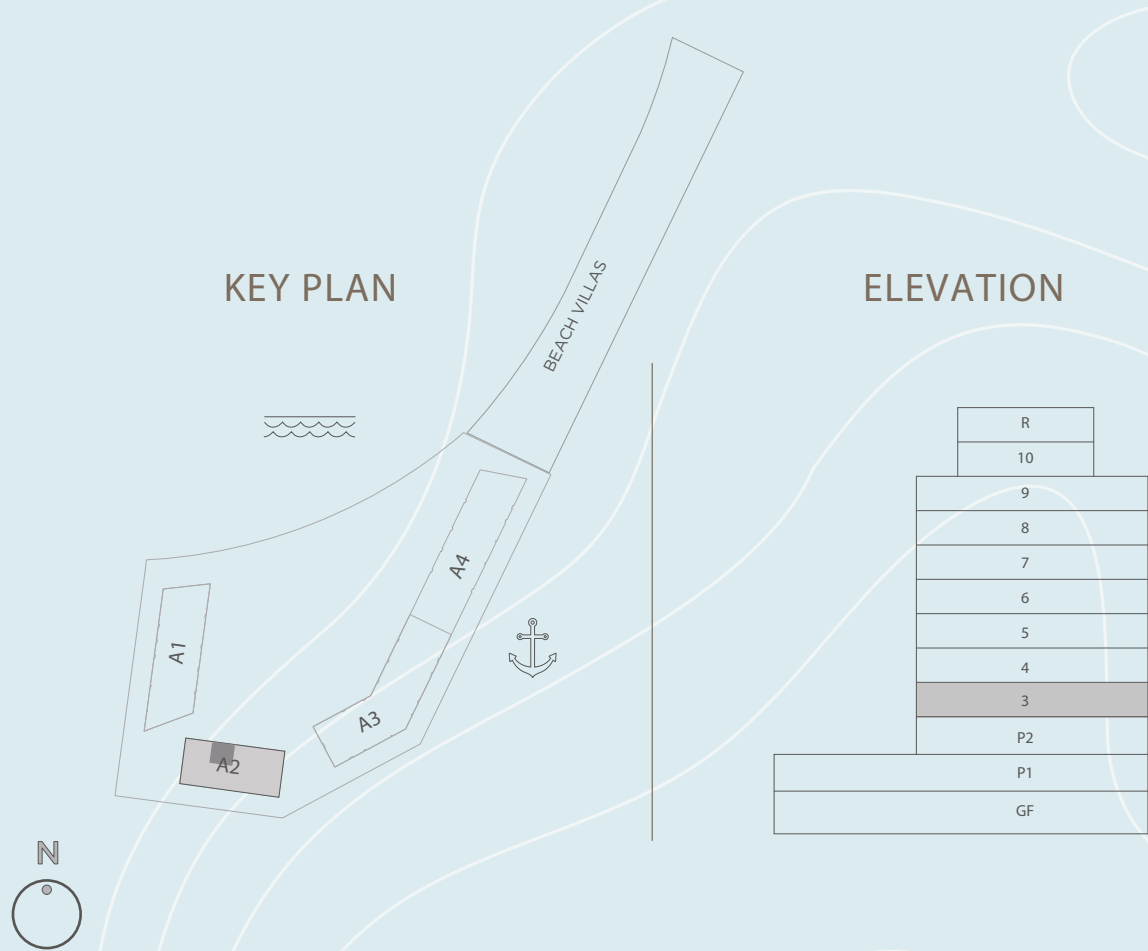 KEY PLAN
ELEVATION
BEACH VILLAS
A4
A1
A3
A2
N
R
10
9
8
7
6
5
4
3
P2
P1
GF